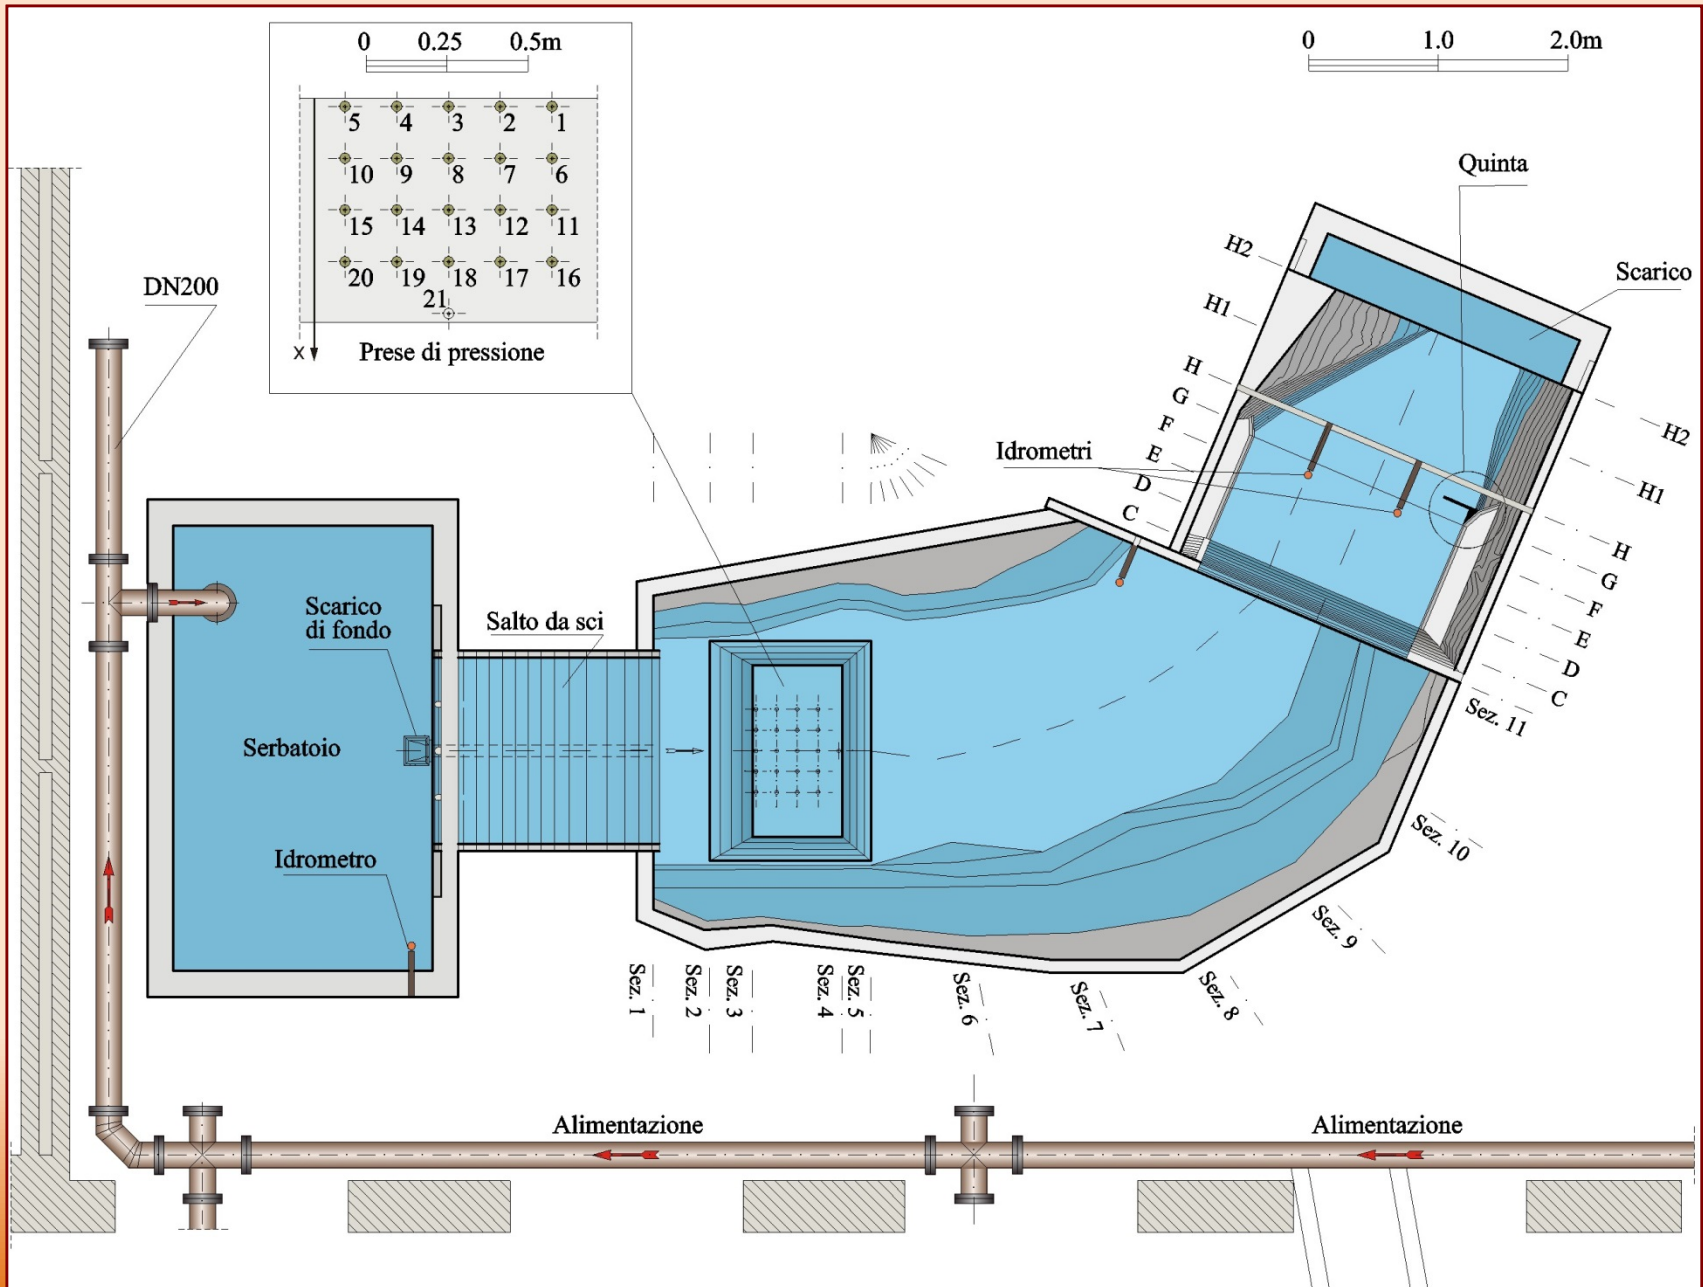 0 0.25 0.5m
5 4 3 2 1
10 9 8 7 6
15 14 13 12 11
20 19 18 17 16
21
x
Prese di pressione
0 1.0 2.0m
Quinta
Scarico
H2
H1
H
G
F
E
D
C
H2
H1
H
G
F
E
D
C
Idrometri
DN200
Scarico
di fondo
Salto da sci
Serbatoio
Idrometro
Sez. 1
Sez. 2
Sez. 3
Sez. 4
Sez. 5
Sez. 6
Sez. 7
Sez. 8
Sez. 9
Sez. 10
Sez. 11
Alimentazione
Alimentazione